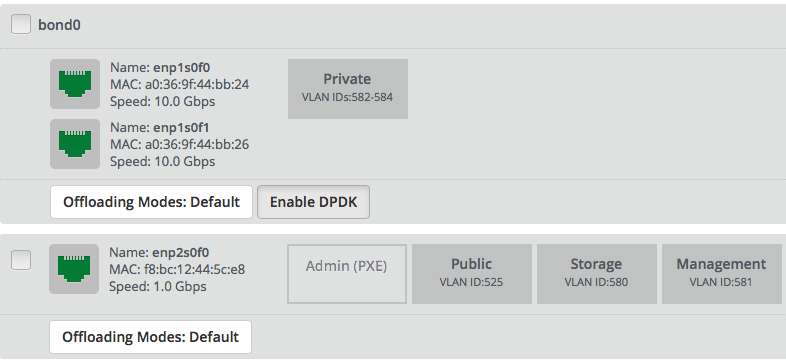 bond0
Name: enp1s0f0
MAC: a0:36:9f:44:bb:24
Speed: 10.0 Gbps
Private
VLAN IDs:582-584
Name: enp1s0f1
MAC: a0:36:9f:44:bb:26
Speed: 10.0 Gbps
Offloading Modes: Default
Enable DPDK
Name: enp2s0f0
MAC: f8:bc:12:44:5c:e8
Speed: 1.0 Gbps
Admin (PXE)
Public
VLAN ID:525
Storage
VLAN ID:580
Management
VLAN ID:581
Offloading Modes: Default